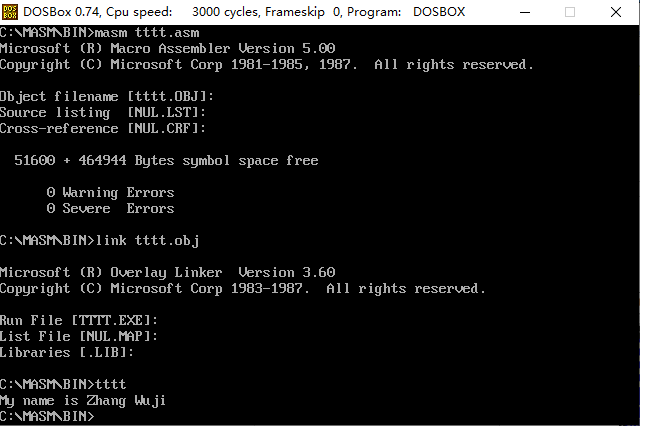 DOSBox 0.74, Cpu speed:    3000 cycles, Frameskip  0, Program:   DOSBOX
C:\MASM\BIN>masm tttt.asm
Microsoft (R) Macro Assembler Version 5.00
Copyright (C) Microsoft Corp 1981-1985, 1987.  All rights reserved.
Object filename [tttt.OBJ]:
Source listing  [NUL.LST]:
Cross-reference [NUL.CRF]:
  51600 + 464944 Bytes symbol space free
      0 Warning Errors
      0 Severe  Errors
C:\MASM\BIN>link tttt.obj
Microsoft (R) Overlay Linker  Version 3.60
Copyright (C) Microsoft Corp 1983-1987.  All rights reserved.
Run File [TTTT.EXE]:
List File [NUL.MAP]:
Libraries [.LIB]:
C:\MASM\BIN>tttt
My name is Zhang Wuji
C:\MASM\BIN>